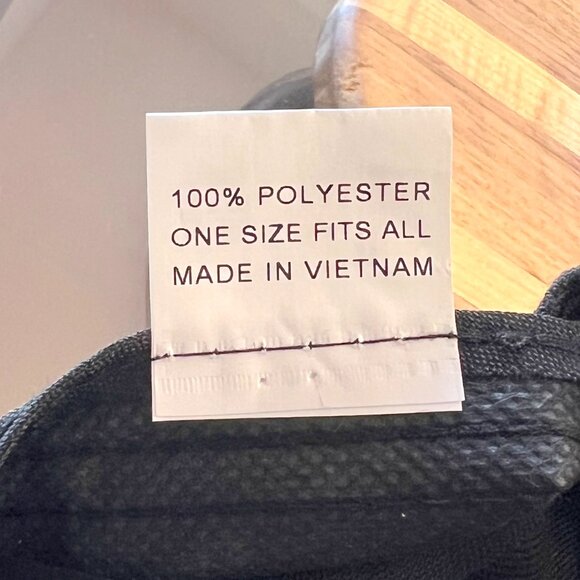 100% POLYESTER
ONE SIZE FITS ALL
MADE IN VIETNAM